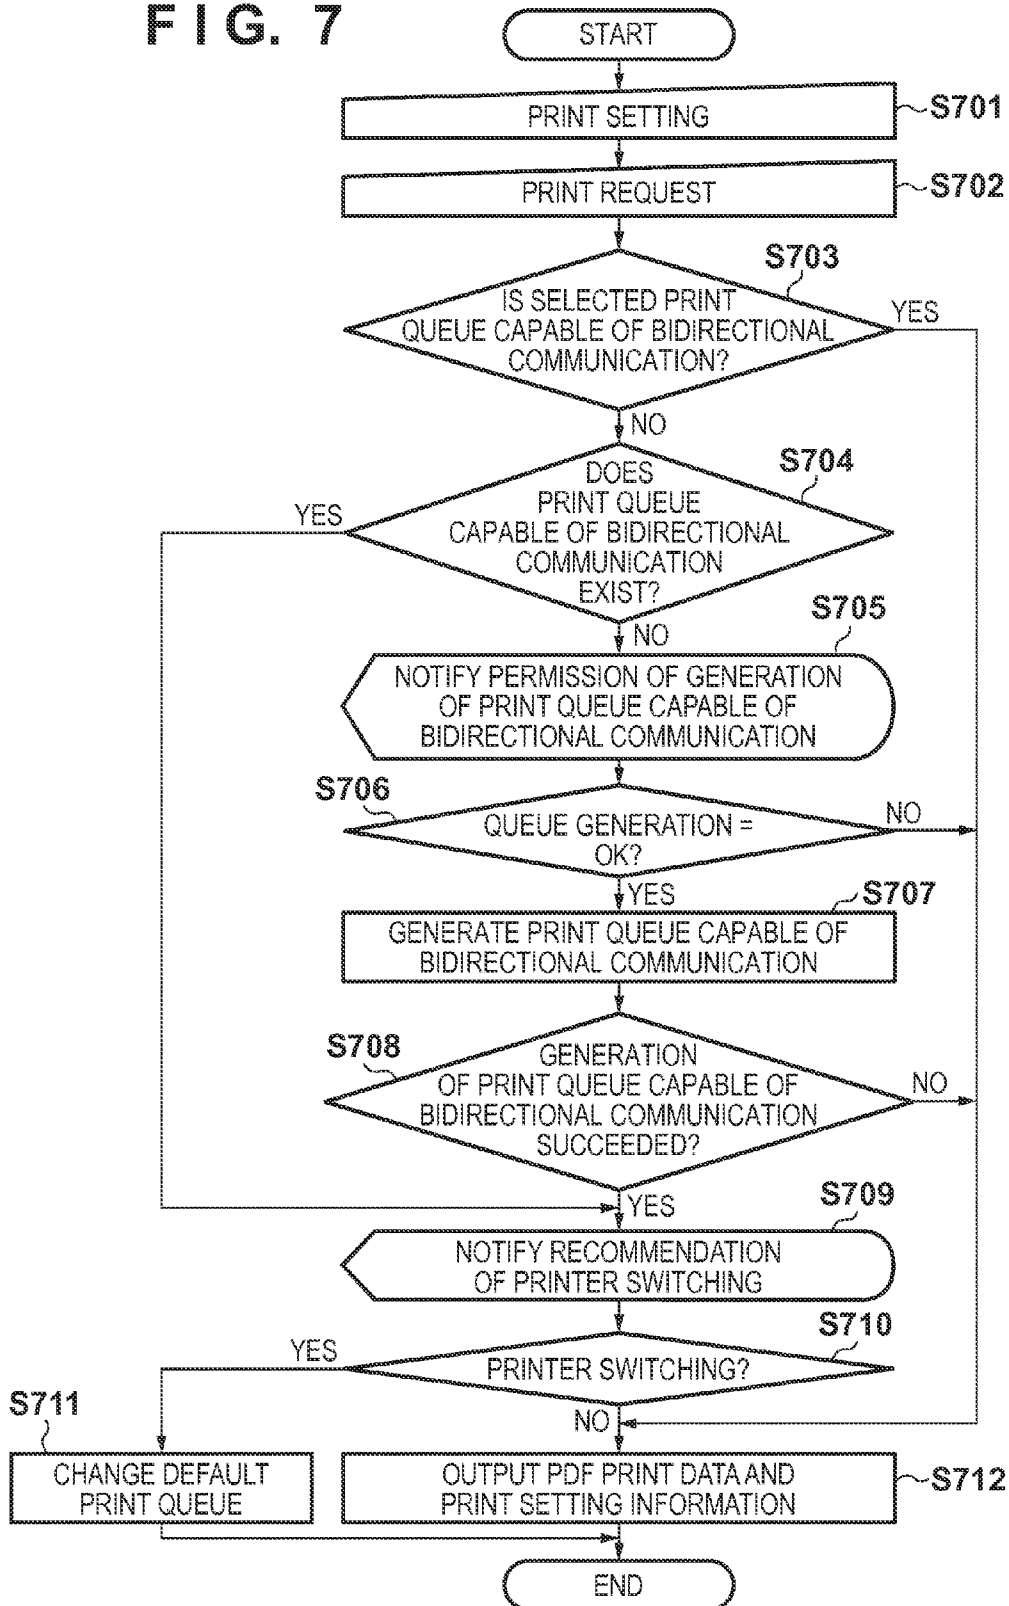 FIG. 7
START
PRINT SETTING
S701
PRINT REQUEST
S702
S703
IS SELECTED PRINT
QUEUE CAPABLE OF BIDIRECTIONAL
COMMUNICATION?
YES
NO
S704
DOES
PRINT QUEUE
CAPABLE OF BIDIRECTIONAL
COMMUNICATION
EXIST?
YES
NO
S705
NOTIFY PERMISSION OF GENERATION
OF PRINT QUEUE CAPABLE OF
BIDIRECTIONAL COMMUNICATION
S706
QUEUE GENERATION =
OK?
NO
YES
S707
GENERATE PRINT QUEUE CAPABLE OF
BIDIRECTIONAL COMMUNICATION
S708
GENERATION
OF PRINT QUEUE CAPABLE OF
BIDIRECTIONAL COMMUNICATION
SUCCEEDED?
NO
YES
S709
NOTIFY RECOMMENDATION
OF PRINTER SWITCHING
S710
PRINTER SWITCHING?
YES
NO
S711
CHANGE DEFAULT
PRINT QUEUE
OUTPUT PDF PRINT DATA AND
PRINT SETTING INFORMATION
S712
END